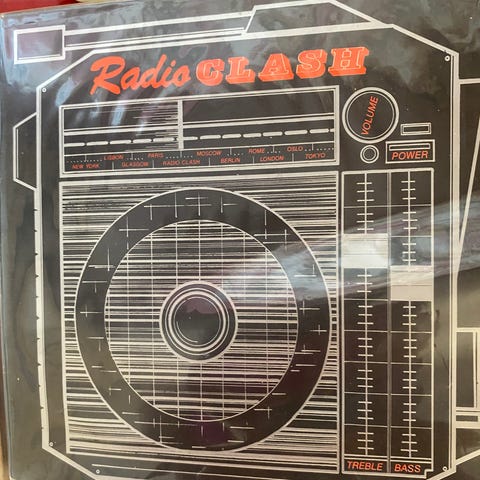 Radio CLASH
VOLUME
POWER
LISBON PARIS MOSCOW ROME OSLO
NEW YORK GLASGOW RADIO CLASH BERLIN LONDON TOKYO
TREBLE BASS